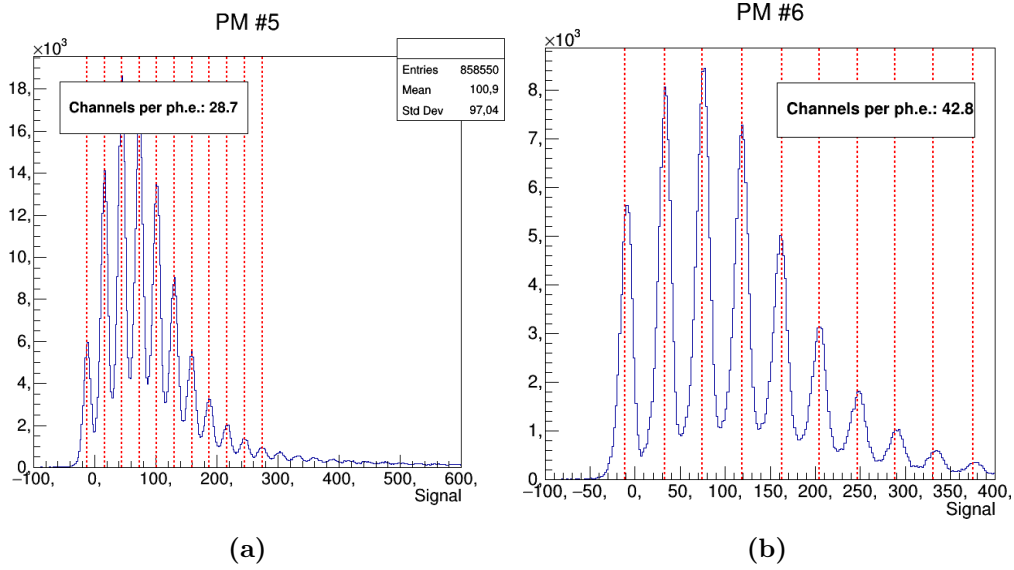 PM #5
×10³
Entries 858550
Mean 100,9
Std Dev 97,04
Channels per ph.e.: 28.7
18,
16,
14,
12,
10,
8,
6,
4,
2,
0,
−100, 0, 100, 200, 300, 400, 500, 600,
Signal
(a)
PM #6
×10³
Channels per ph.e.: 42.8
8,
7,
6,
5,
4,
3,
2,
1,
0
−100, −50, 0, 50, 100, 150, 200, 250, 300, 350, 400,
Signal
(b)